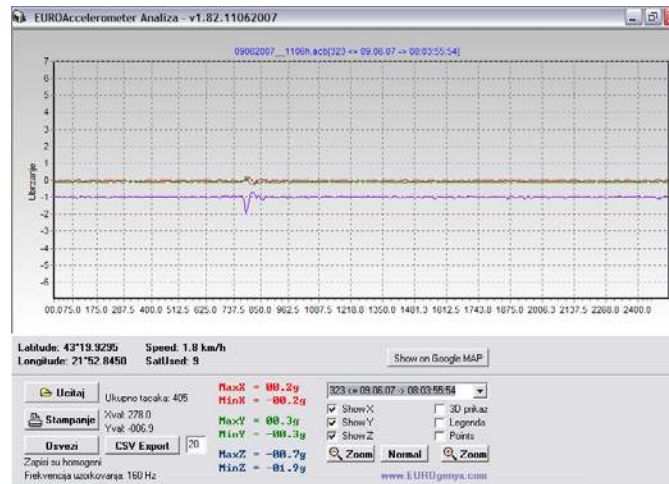 EUROAccelerometer Analiza - v1.82.11062007
09062007__1106h.acb[323 <= 09.06.07 -> 08:03:55:54]
Ubrzanje
7
6
5
4
3
2
1
0
-1
-2
-3
-4
-5
-6
00.0 75.0 175.0 287.5 400.0 512.5 625.0 737.5 850.0 962.5 1087.5 1218.8 1350.0 1481.3 1612.5 1743.8 1875.0 2006.3 2137.5 2268.8 2400.0
Latitude: 43°19.9295 Speed: 1.8 km/h
Longitude: 21°52.8450 SatUsed: 9
Show on Google MAP
Ucitaj
Ukupno tacaka: 405
Stampanje
Xval: 278.0
Yval: -006.9
Osvezi
CSV Export
20
Zapisi su homogeni
Frekvencija uzorkovanja: 160 Hz
MaxX = 00.2g
MinX = -00.2g
MaxY = 00.3g
MinY = -00.3g
MaxZ = -00.7g
MinZ = -01.9g
323 <= 09.06.07 -> 08:03:55:54
Show X
3D prikaz
Show Y
Legenda
Show Z
Points
Zoom
Normal
Zoom
www.EUROgenyx.com